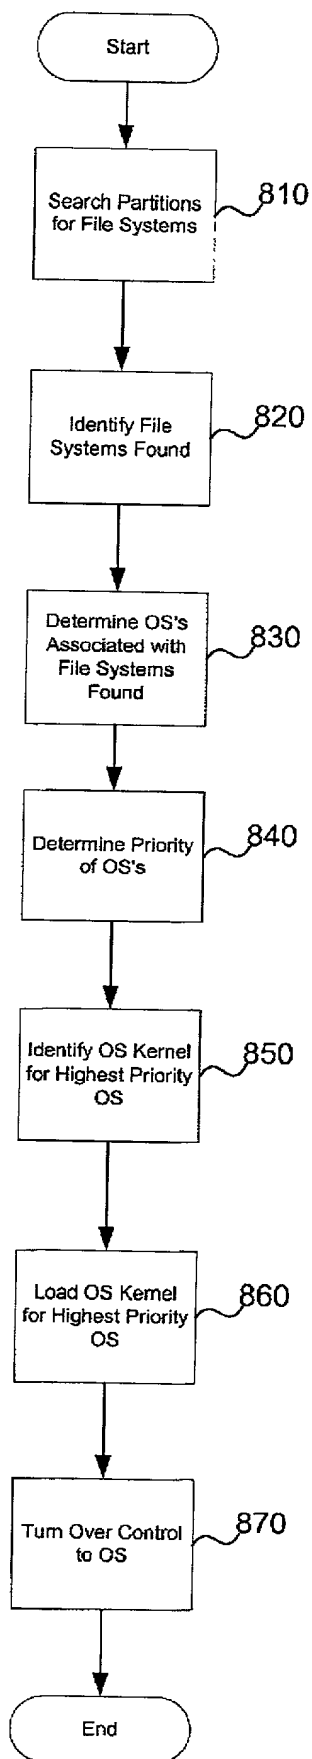 Start
Search Partitions
for File Systems
810
Identify File
Systems Found
820
Determine OS's
Associated with
File Systems
Found
830
Determine Priority
of OS's
840
Identify OS Kernel
for Highest Priority
OS
850
Load OS Kernel
for Highest Priority
OS
860
Turn Over Control
to OS
870
End